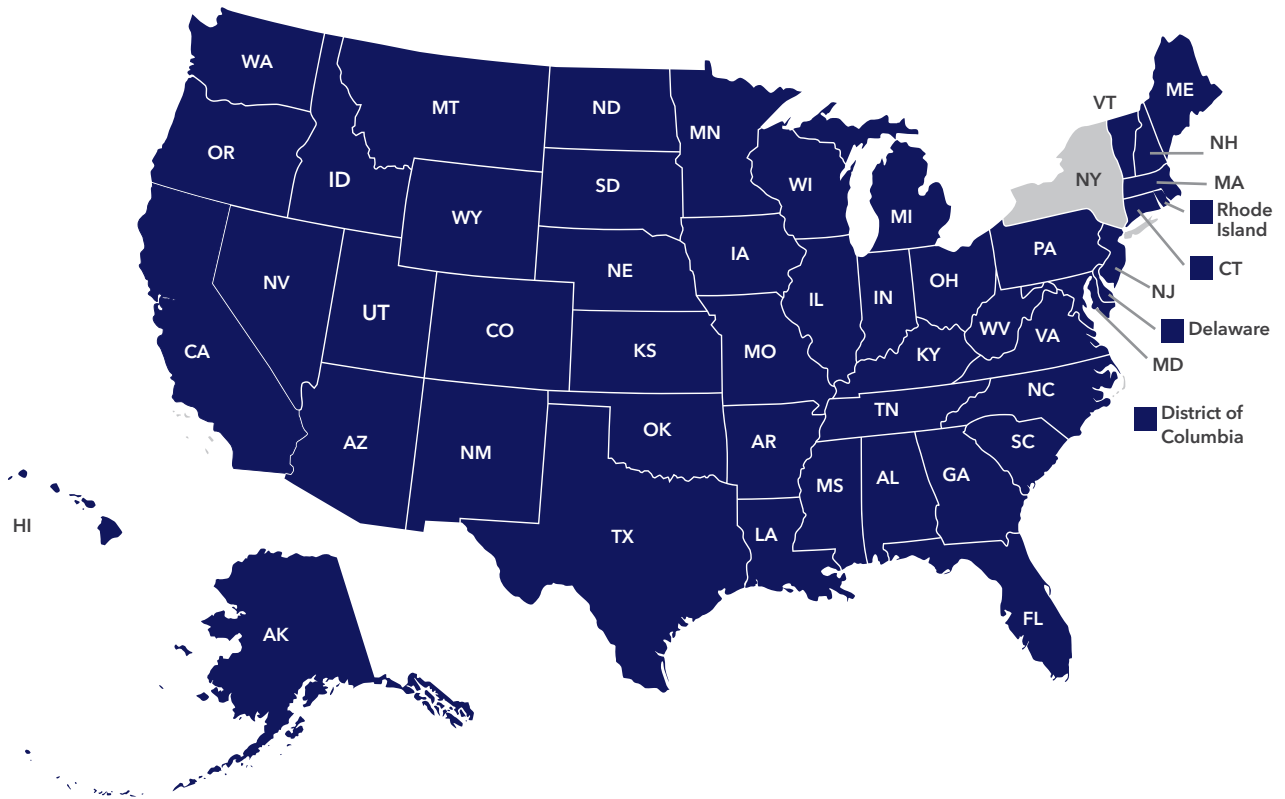 WA
OR
ID
MT
ND
MN
SD
WY
WI
MI
VT
ME
NH
NY
MA
Rhode
Island
CT
NJ
Delaware
MD
District of
Columbia
NV
UT
CO
NE
IA
IL
IN
OH
PA
WV
VA
CA
KS
MO
KY
NC
TN
AZ
NM
OK
AR
SC
MS
AL
GA
HI
TX
LA
FL
AK